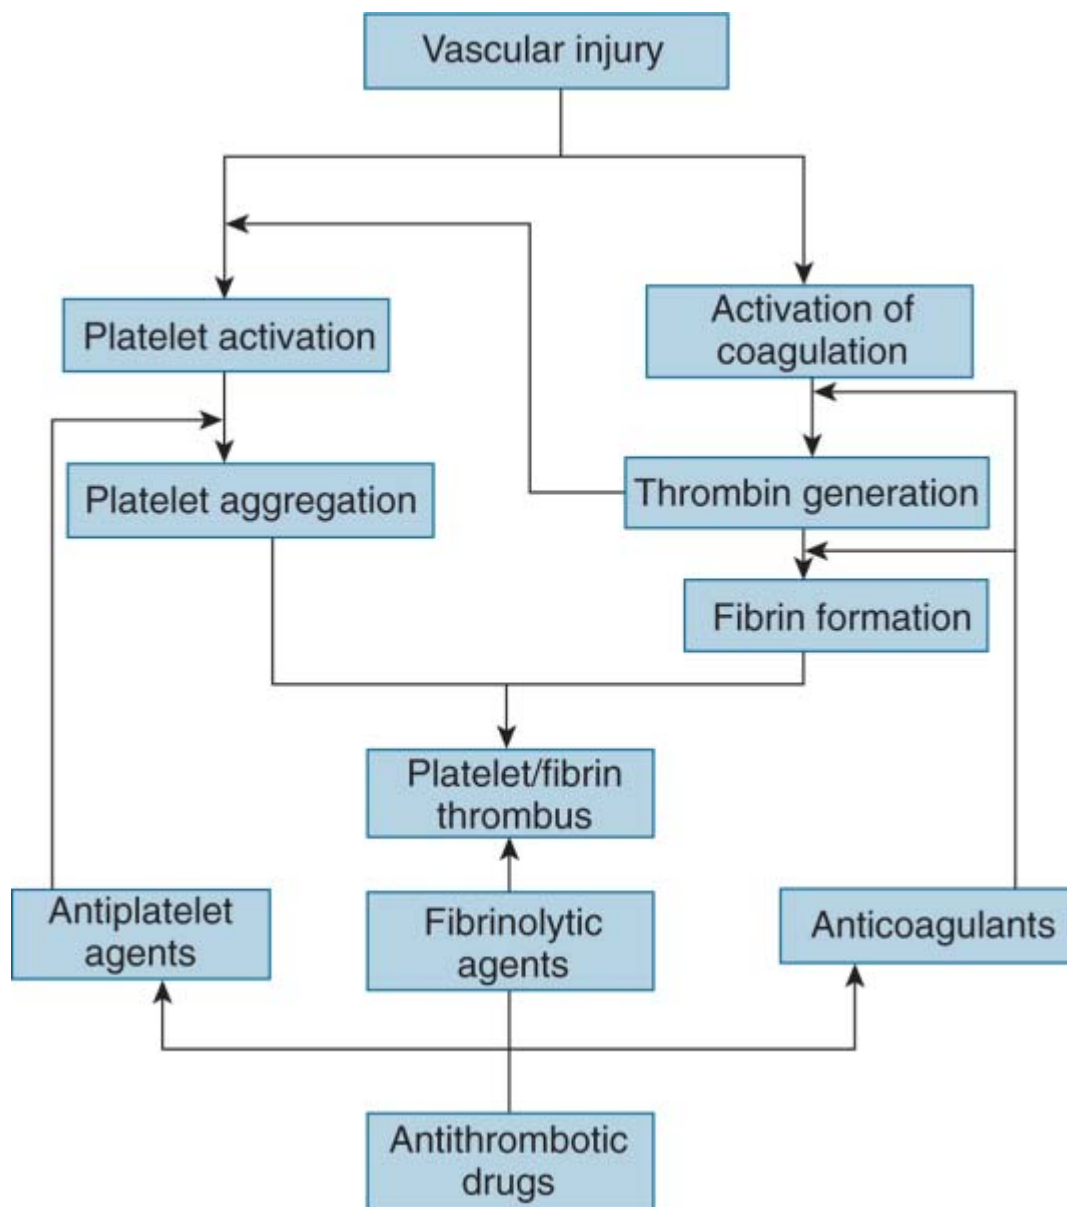 Vascular injury
Platelet activation
Activation of
coagulation
Platelet aggregation
Thrombin generation
Fibrin formation
Platelet/fibrin
thrombus
Antiplatelet
agents
Fibrinolytic
agents
Anticoagulants
Antithrombotic
drugs